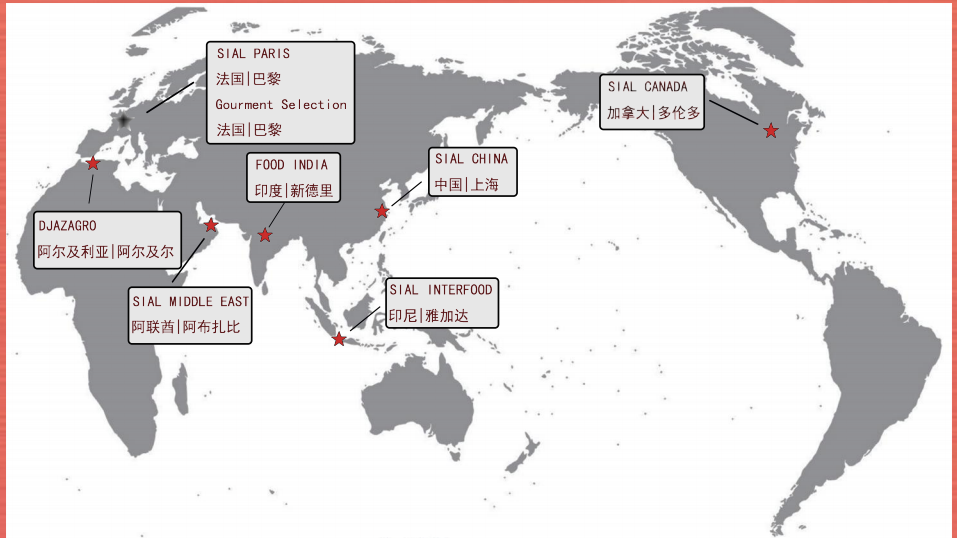 SIAL PARIS
法国|巴黎
Gourment Selection
法国|巴黎
SIAL CANADA
加拿大|多伦多
FOOD INDIA
印度|新德里
SIAL CHINA
中国|上海
DJAZAGRO
阿尔及利亚|阿尔及尔
SIAL MIDDLE EAST
阿联酋|阿布扎比
SIAL INTERFOOD
印尼|雅加达